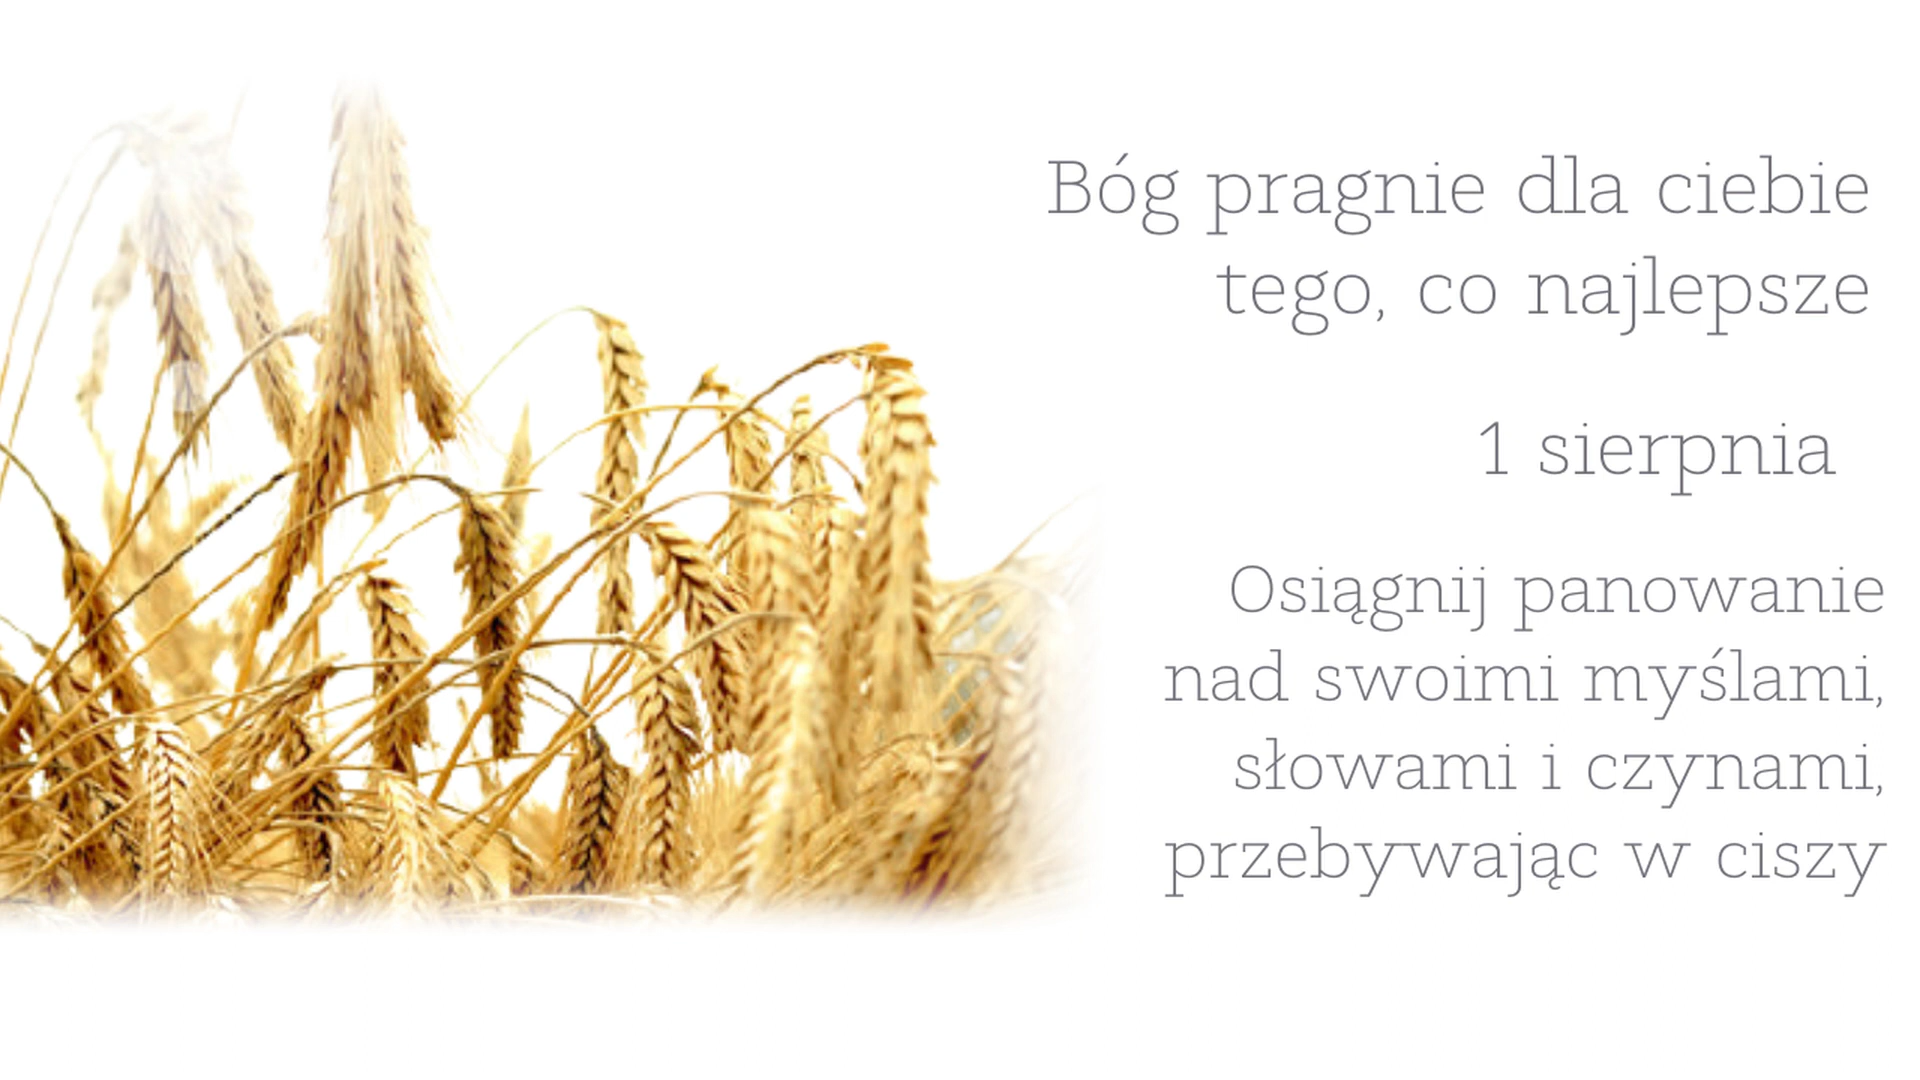 Bóg pragnie dla ciebie
tego, co najlepsze
1 sierpnia
Osiągnij panowanie
nad swoimi myślami,
słowami i czynami,
przebywając w ciszy